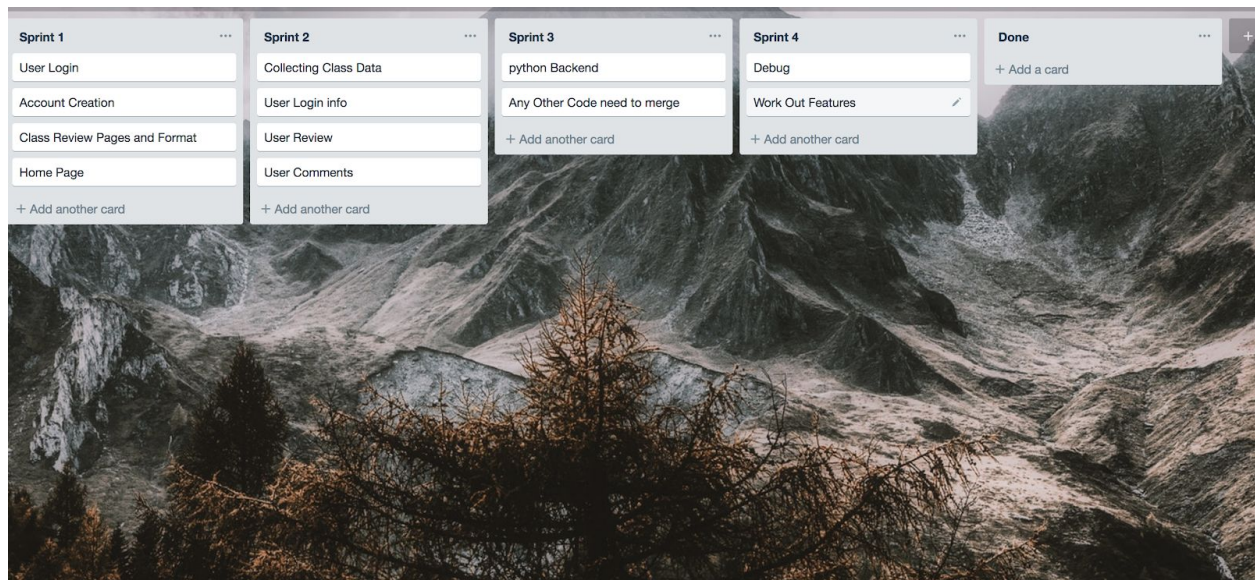 Sprint 1
User Login
Account Creation
Class Review Pages and Format
Home Page
+ Add another card
Sprint 2
Collecting Class Data
User Login info
User Review
User Comments
+ Add another card
Sprint 3
python Backend
Any Other Code need to merge
+ Add another card
Sprint 4
Debug
Work Out Features
+ Add another card
Done
+ Add a card
+